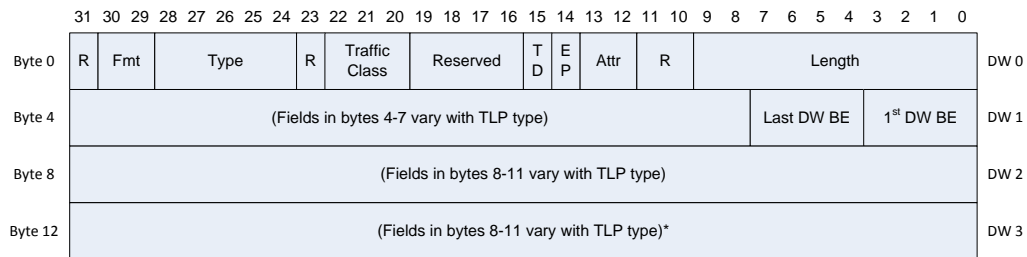 31 30 29 28 27 26 25 24 23 22 21 20 19 18 17 16 15 14 13 12 11 10 9 8 7 6 5 4 3 2 1 0
Byte 0 R Fmt Type R Traffic Class Reserved TD EP Attr R Length DW 0
Byte 4 (Fields in bytes 4-7 vary with TLP type) Last DW BE 1st DW BE DW 1
Byte 8 (Fields in bytes 8-11 vary with TLP type) DW 2
Byte 12 (Fields in bytes 8-11 vary with TLP type)* DW 3